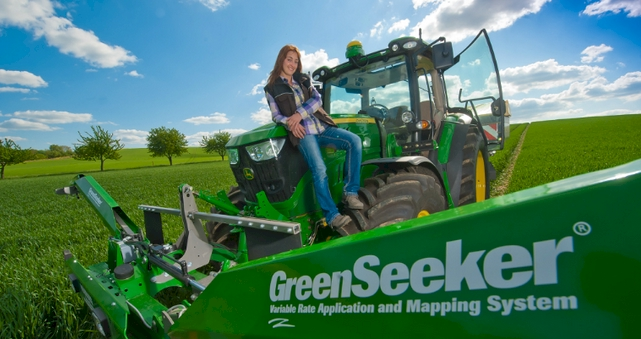 GreenSeeker®
Variable Rate Application and Mapping System